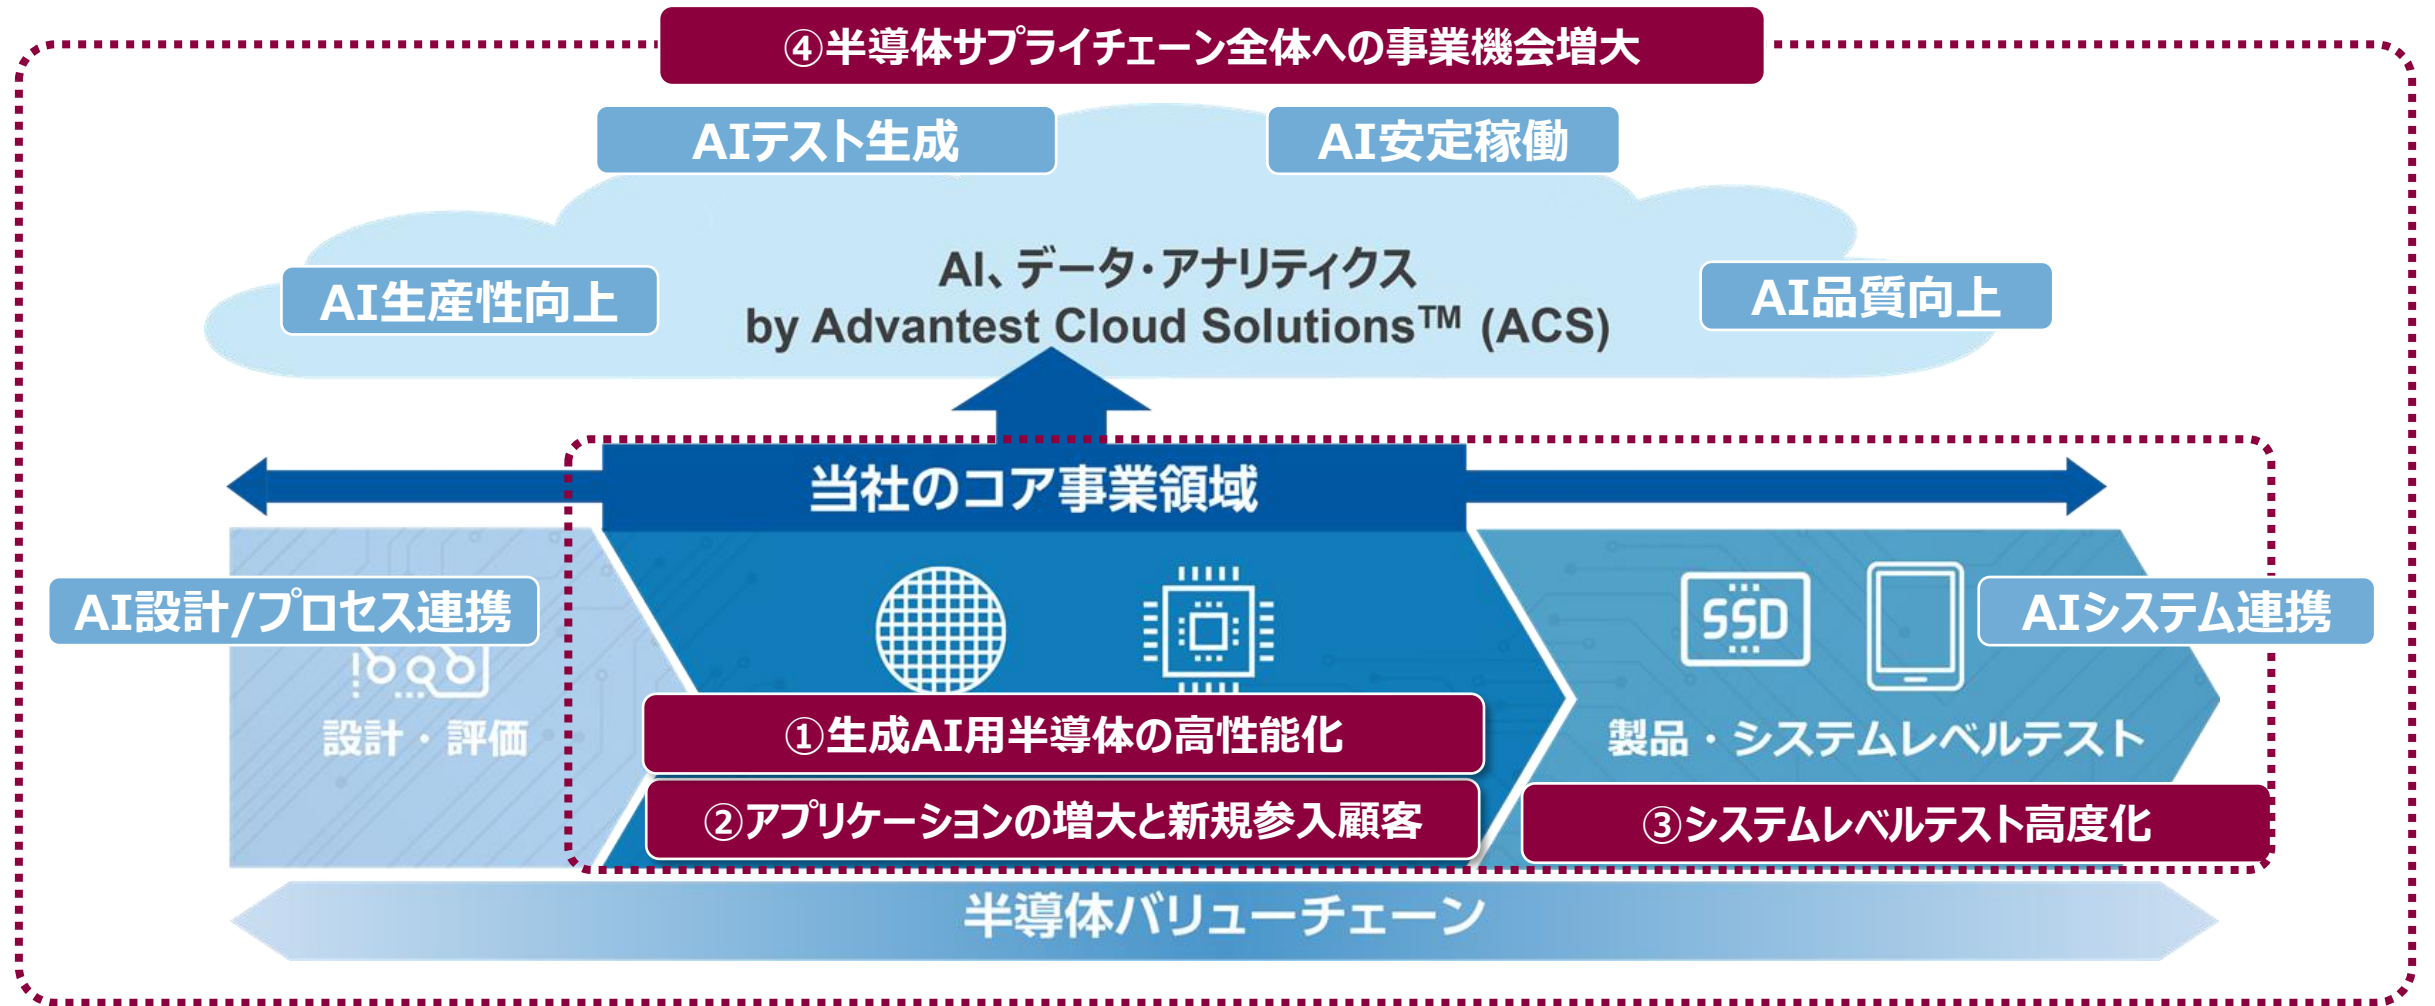 ④半導体サプライチェーン全体への事業機会増大
AIテスト生成
AI安定稼働
AI生産性向上
AI、データ・アナリティクス
by Advantest Cloud Solutions™ (ACS)
AI品質向上
当社のコア事業領域
AI設計/プロセス連携
SSD
AIシステム連携
設計・評価
①生成AI用半導体の高性能化
製品・システムレベルテスト
②アプリケーションの増大と新規参入顧客
③システムレベルテスト高度化
半導体バリューチェーン